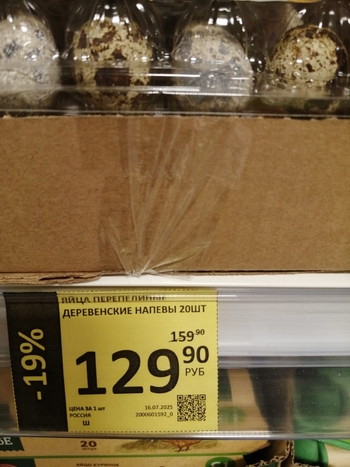 ЯЙЦА ПЕРЕПЕЛИНЫЕ
ДЕРЕВЕНСКИЕ НАПЕВЫ 20ШТ
-19%
159 90
129 90
РУБ
ЦЕНА ЗА 1 шт
РОССИЯ
Ш
16.07.2025
2000601592_0
20